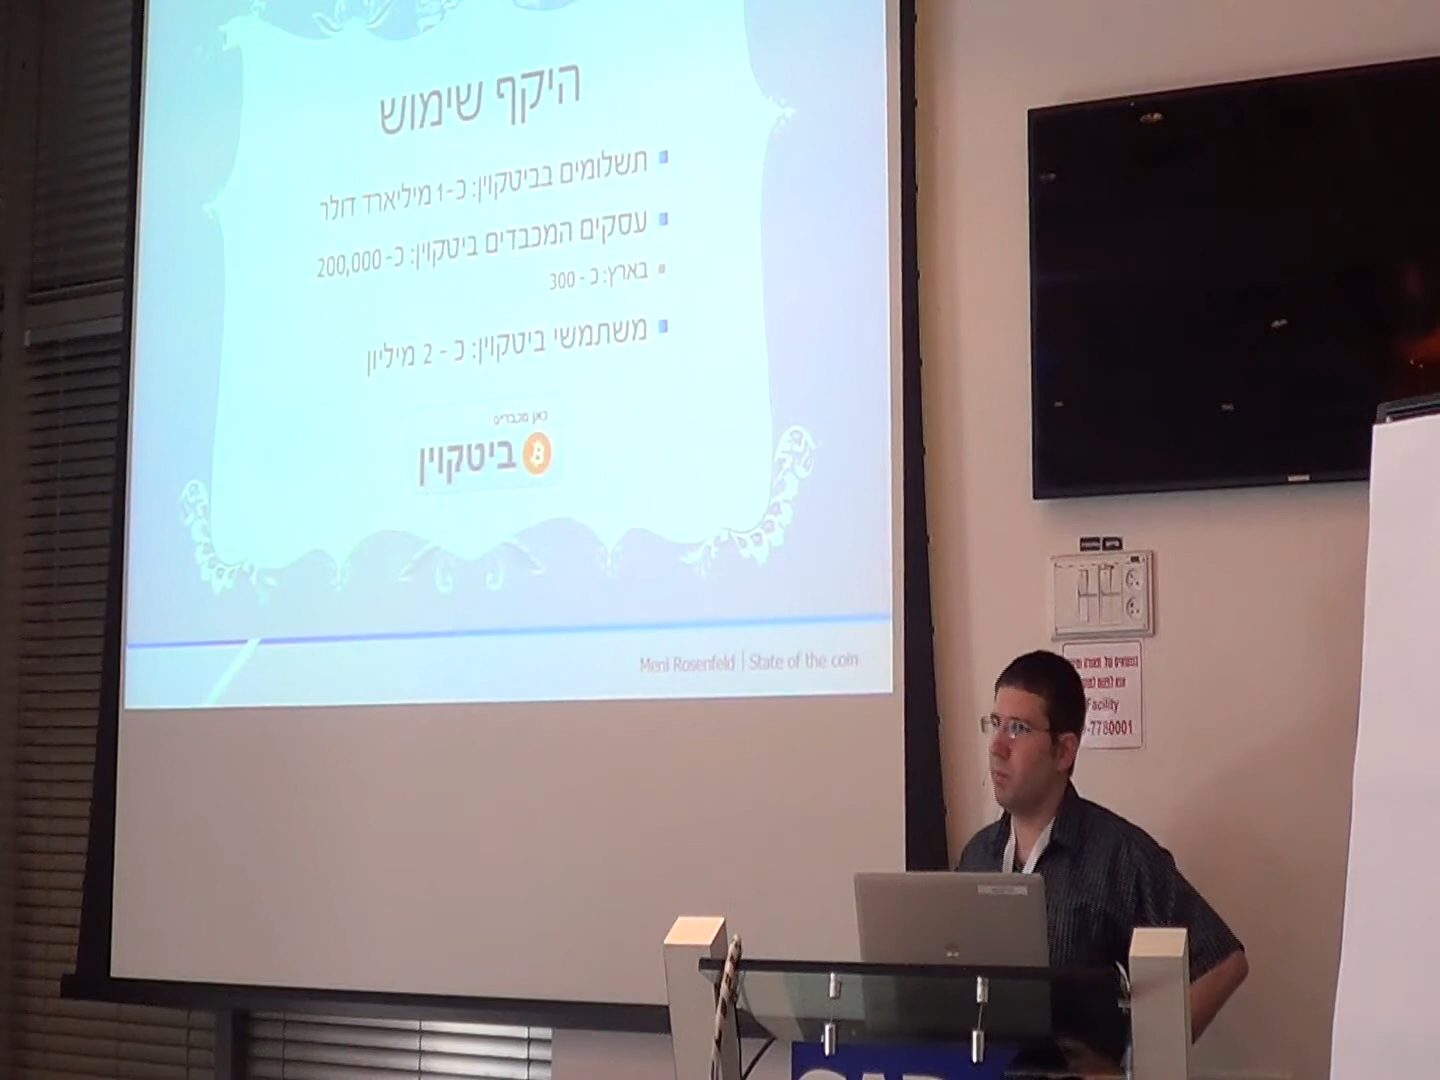 היקף שימוש
תשלומים בביטקוין: כ-1 מיליארד דולר
עסקים המכבדים ביטקוין: כ- 200,000
בארץ: כ - 300
משתמשי ביטקוין: כ - 2 מיליון
כאן מכבדים
ביטקוין
Meni Rosenfeld | State of the coin
Facility
-7780001